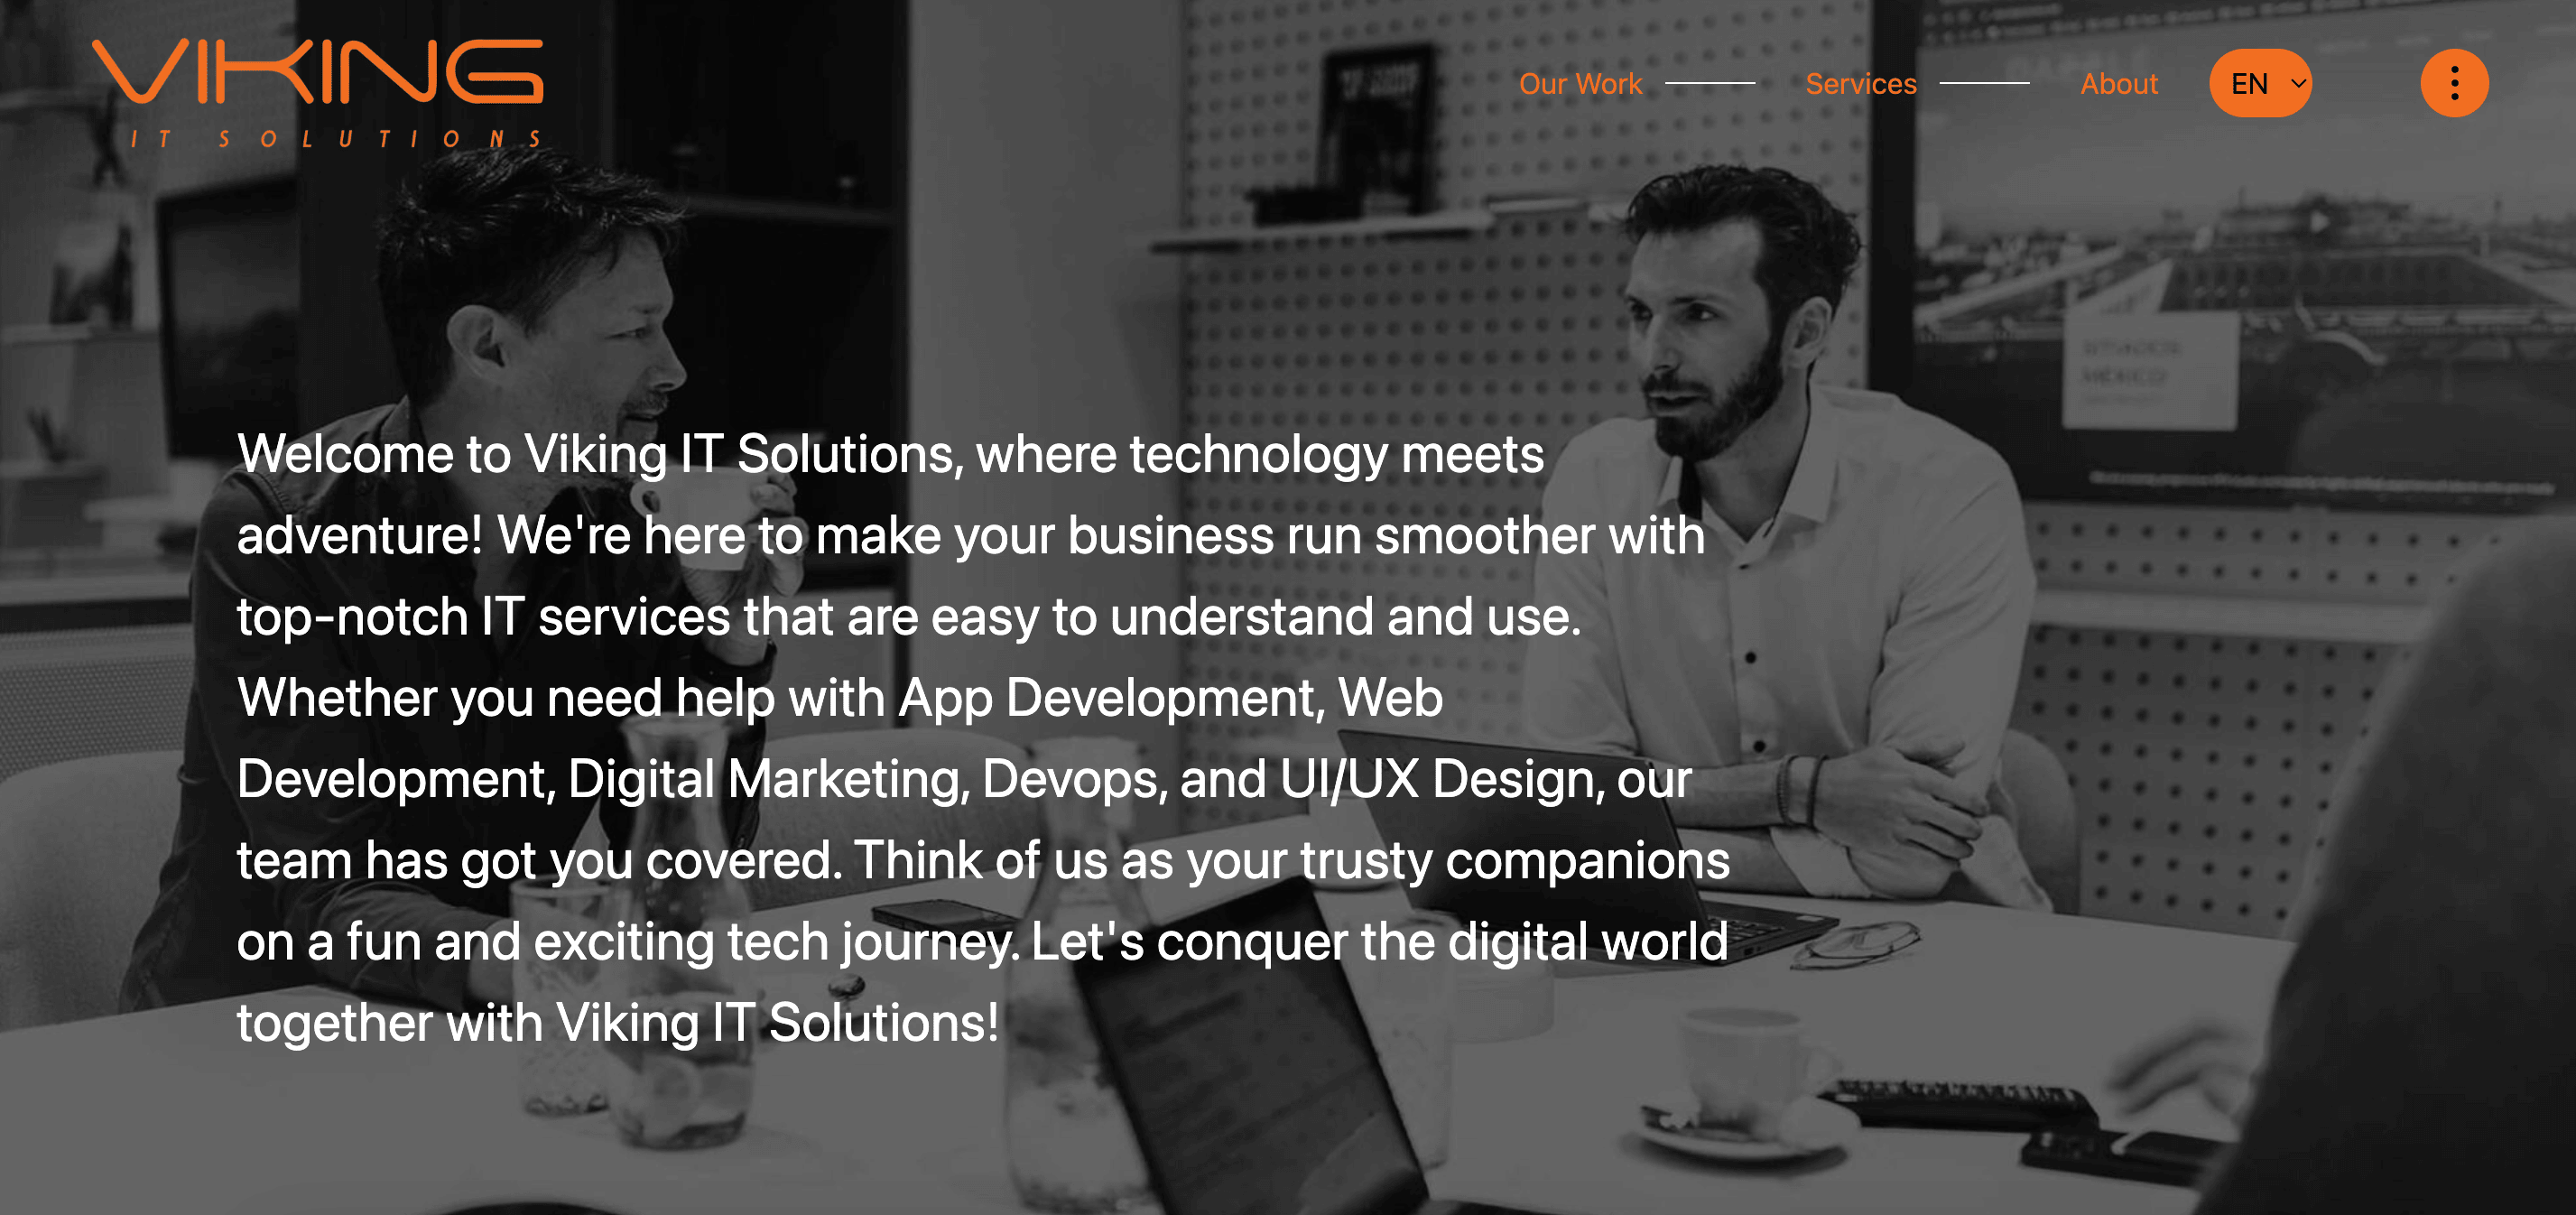 VIKING
IT SOLUTIONS
Our Work
Services
About
EN
Welcome to Viking IT Solutions, where technology meets
adventure! We're here to make your business run smoother with
top-notch IT services that are easy to understand and use.
Whether you need help with App Development, Web
Development, Digital Marketing, Devops, and UI/UX Design, our
team has got you covered. Think of us as your trusty companions
on a fun and exciting tech journey. Let's conquer the digital world
together with Viking IT Solutions!